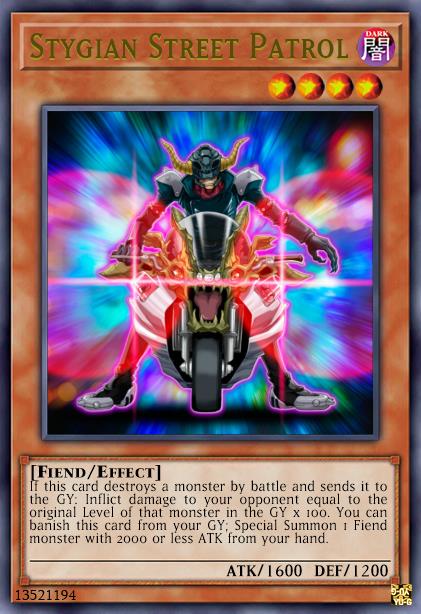 STYGIAN STREET PATROL
DARK
闇
[FIEND/EFFECT]
If this card destroys a monster by battle and sends it to
the GY: Inflict damage to your opponent equal to the
original Level of that monster in the GY x 100. You can
banish this card from your GY; Special Summon 1 Fiend
monster with 2000 or less ATK from your hand.
ATK/1600 DEF/1200
13521194